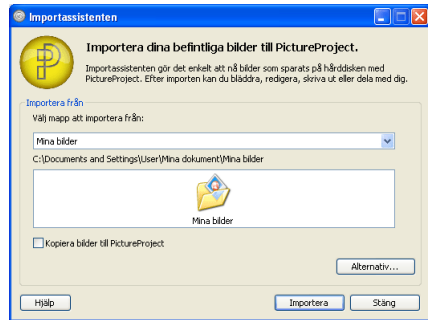 Importassistenten
Importera dina befintliga bilder till PictureProject.
Importassistenten gör det enkelt att nå bilder som sparats på hårddisken med
PictureProject. Efter importen kan du bläddra, redigera, skriva ut eller dela med dig.
Importera från
Välj mapp att importera från:
Mina bilder
C:\Documents and Settings\User\Mina dokument\Mina bilder
Mina bilder
Kopiera bilder till PictureProject
Alternativ...
Hjälp
Importera
Stäng